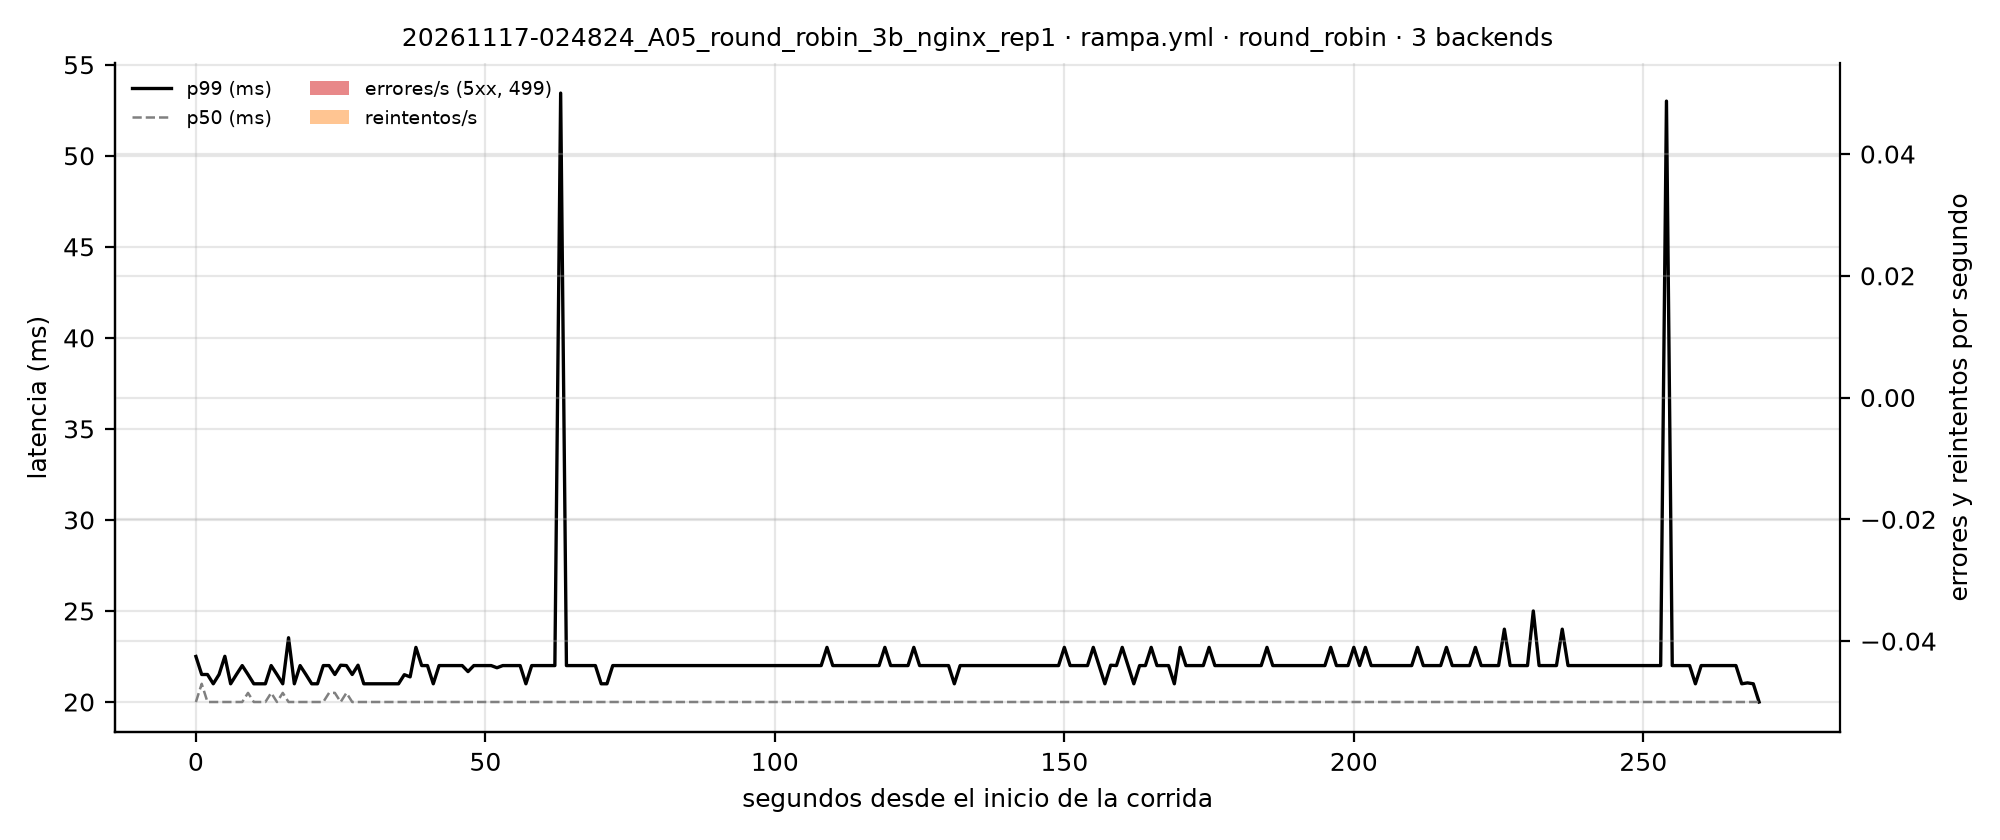 20261117-024824_A05_round_robin_3b_nginx_rep1 · rampa.yml · round_robin · 3 backends
p99 (ms)
p50 (ms)
errores/s (5xx, 499)
reintentos/s
latencia (ms)
55
50
45
40
35
30
25
20
0.04
0.02
0.00
−0.02
−0.04
errores y reintentos por segundo
0
50
100
150
200
250
segundos desde el inicio de la corrida